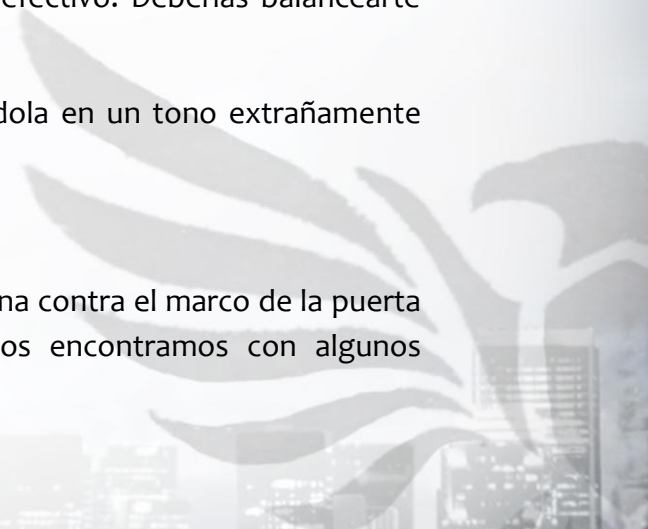 efectivo. Deberías balancearte
dola en un tono extrañamente
na contra el marco de la puerta
os encontramos con algunos